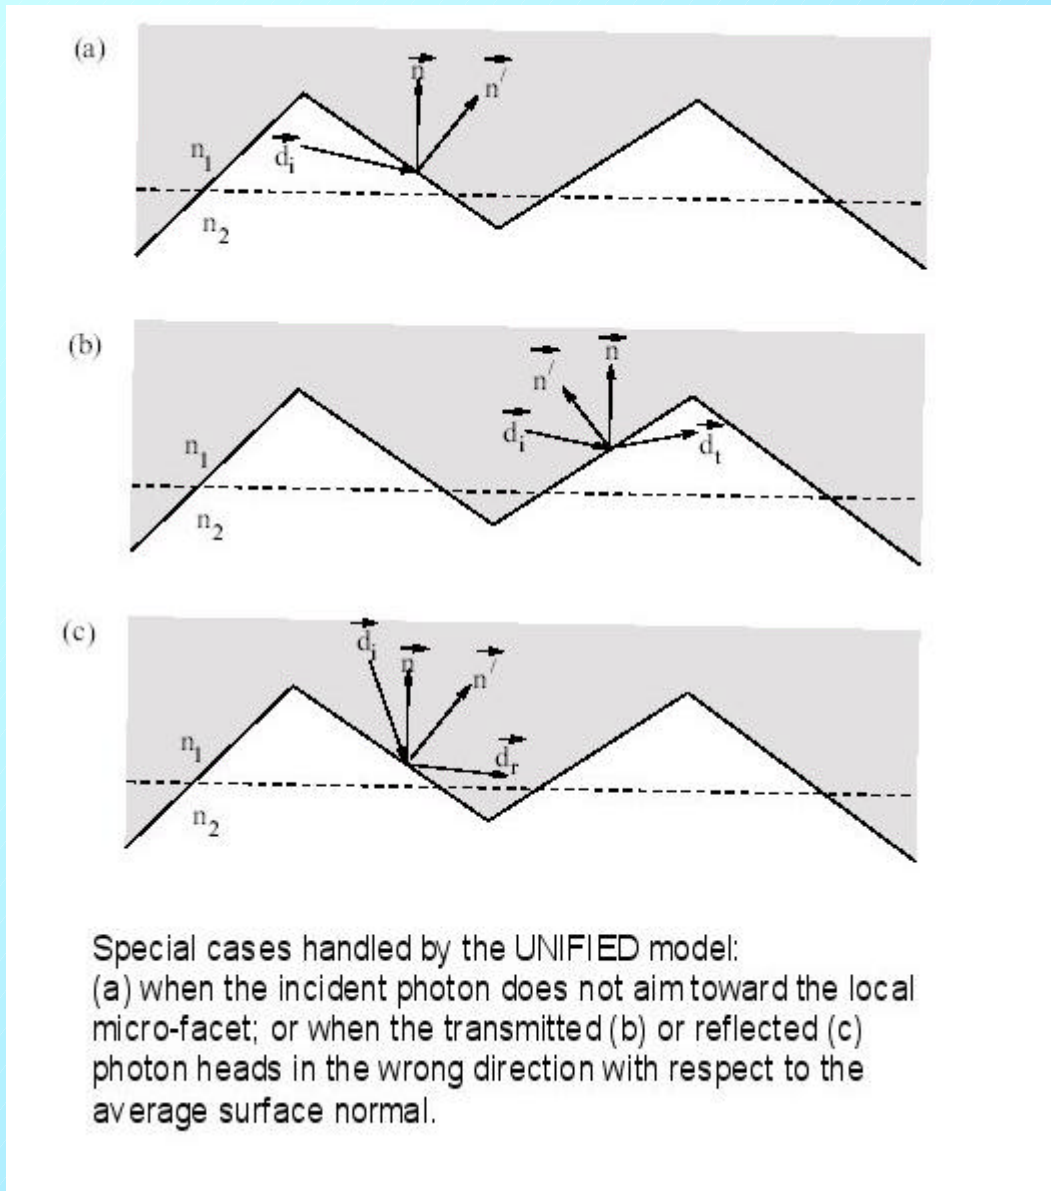 (a)
n n′
n1 di
n2
(b)
n′ n
n1 di dt
n2
(c)
di n n′
n1 dr
n2
Special cases handled by the UNIFIED model:
(a) when the incident photon does not aim toward the local
micro-facet; or when the transmitted (b) or reflected (c)
photon heads in the wrong direction with respect to the
average surface normal.